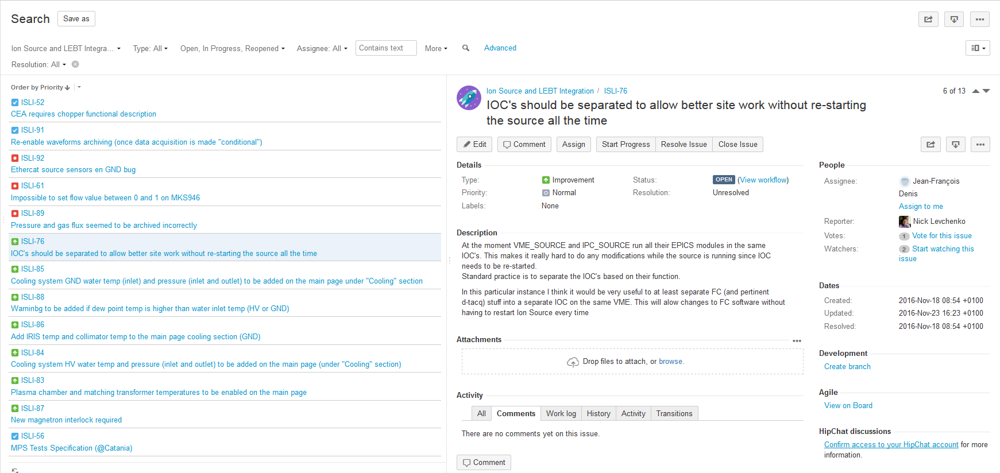 Search
Save as
Ion Source and LEBT Integra...
Type: All
Open, In Progress, Reopened
Assignee: All
Contains text
More
Advanced
Resolution: All
Order by Priority
ISLI-52
CEA requires chopper functional description
ISLI-91
Re-enable waveforms archiving (once data acquisition is made "conditional")
ISLI-92
Ethercat source sensors en GND bug
ISLI-61
Impossible to set flow value between 0 and 1 on MKS946
ISLI-89
Pressure and gas flux seemed to be archived incorrectly
ISLI-76
IOC's should be separated to allow better site work without re-starting the source all the time
ISLI-85
Cooling system GND water temp (inlet) and pressure (inlet and outlet) to be added on the main page under "Cooling" section
ISLI-88
Warninbg to be added if dew point temp is higher than water inlet temp (HV or GND)
ISLI-86
Add IRIS temp and collimator temp to the main page cooling section (GND)
ISLI-84
Cooling system HV water temp and pressure (inlet and outlet) to be added on the main page (under "Cooling" section)
ISLI-83
Plasma chamber and matching transformer temperatures to be enabled on the main page
ISLI-87
New magnetron interlock required
ISLI-56
MPS Tests Specification (@Catania)
Ion Source and LEBT Integration / ISLI-76
6 of 13
IOC's should be separated to allow better site work without re-starting
the source all the time
Edit
Comment
Assign
Start Progress
Resolve Issue
Close Issue
Details
Type: Improvement
Status: OPEN (View workflow)
Priority: Normal
Resolution: Unresolved
Labels: None
Description
At the moment VME_SOURCE and IPC_SOURCE run all their EPICS modules in the same
IOC's. This makes it really hard to do any modifications while the source is running since IOC
needs to be re-started.
Standard practice is to separate the IOC's based on their function.
In this particular instance I think it would be very useful to at least separate FC (and pertinent
d-tacq) stuff into a separate IOC on the same VME. This will alow changes to FC software without
having to restart Ion Source every time
Attachments
Drop files to attach, or browse.
Activity
All
Comments
Work log
History
Activity
Transitions
There are no comments yet on this issue.
Comment
People
Assignee: Jean-François
Denis
Assign to me
Reporter: Nick Levchenko
Votes: 1 Vote for this issue
Watchers: 2 Start watching this
issue
Dates
Created: 2016-Nov-18 08:54 +0100
Updated: 2016-Nov-23 16:23 +0100
Resolved: 2016-Nov-18 08:54 +0100
Development
Create branch
Agile
View on Board
HipChat discussions
Confirm access to your HipChat account for more
information.